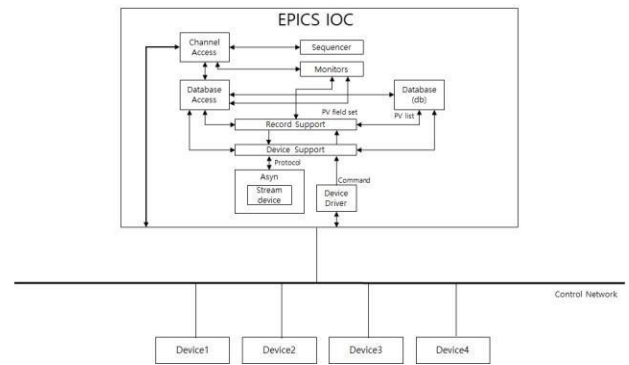 EPICS IOC
Channel
Access
Sequencer
Monitors
Database
Access
Database
(db)
PV field set
PV list
Record Support
Device Support
Protocol
Asyn
Stream
device
Command
Device
Driver
Control Network
Device1
Device2
Device3
Device4